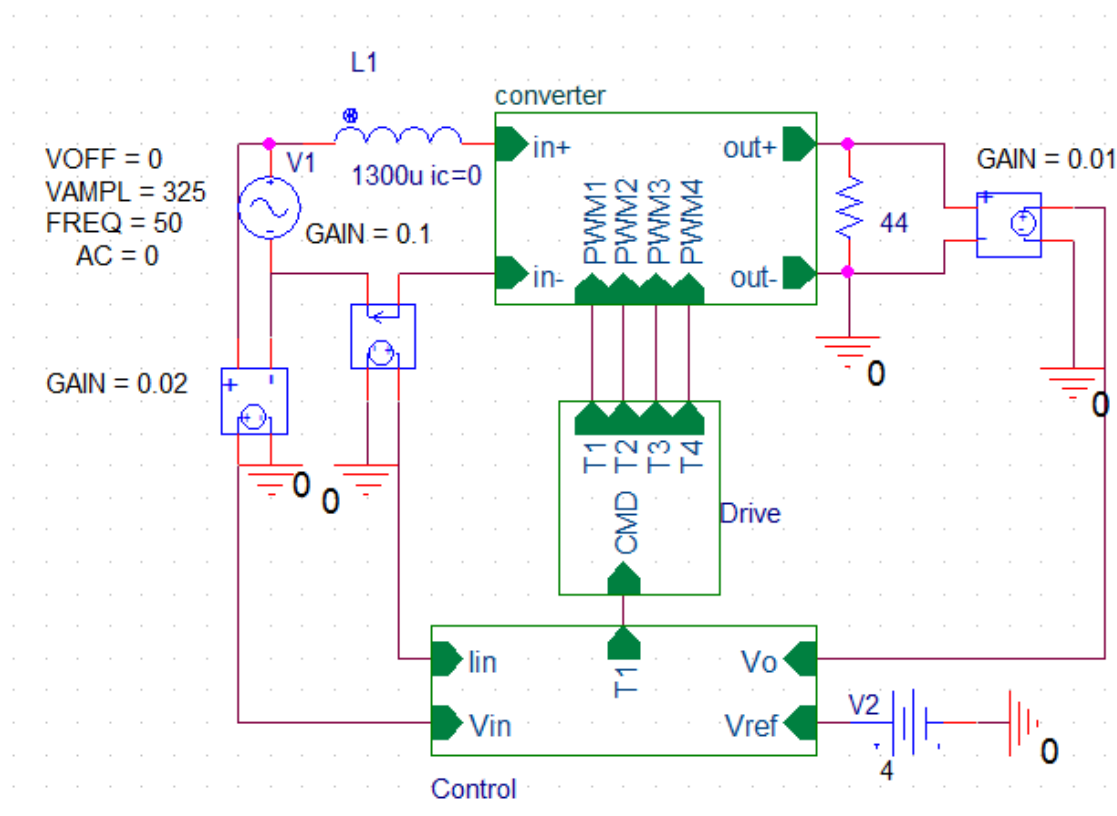 L1
converter
VOFF = 0
VAMPL = 325
FREQ = 50
AC = 0
V1
1300u ic=0
in+
out+
GAIN = 0.01
PWM1
PWM2
PWM3
PWM4
44
GAIN = 0.1
in-
out-
0
0
GAIN = 0.02
0
0
T1
T2
T3
T4
CMD
Drive
Iin
T1
Vo
Vin
Vref
V2
4
0
Control